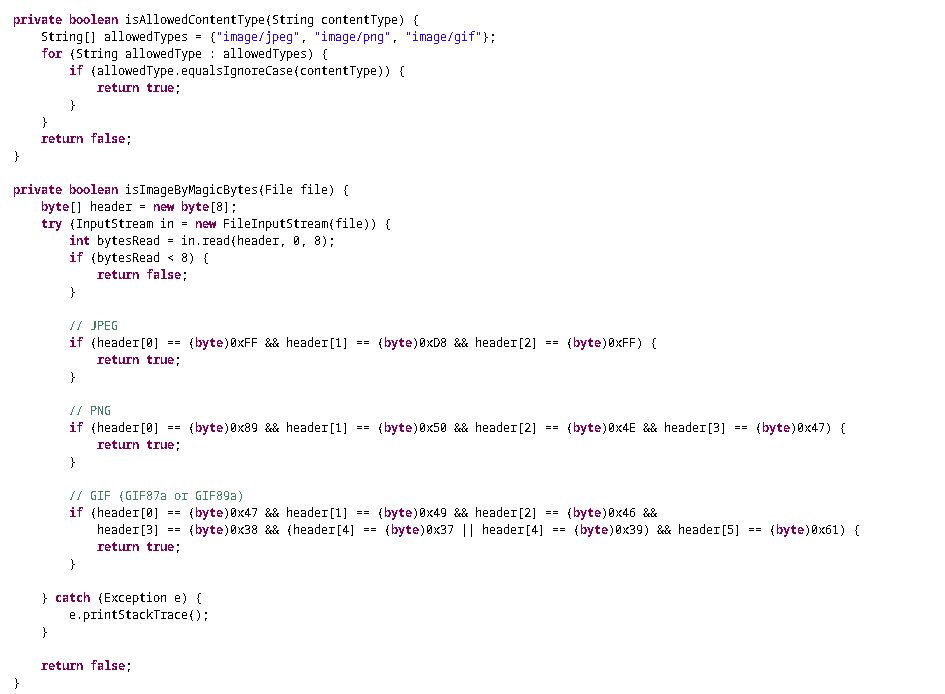 private boolean isAllowedContentType(String contentType) {
    String[] allowedTypes = {"image/jpeg", "image/png", "image/gif"};
    for (String allowedType : allowedTypes) {
        if (allowedType.equalsIgnoreCase(contentType)) {
            return true;
        }
    }
    return false;
}

private boolean isImageByMagicBytes(File file) {
    byte[] header = new byte[8];
    try (InputStream in = new FileInputStream(file)) {
        int bytesRead = in.read(header, 0, 8);
        if (bytesRead < 8) {
            return false;
        }

        // JPEG
        if (header[0] == (byte)0xFF && header[1] == (byte)0xD8 && header[2] == (byte)0xFF) {
            return true;
        }

        // PNG
        if (header[0] == (byte)0x89 && header[1] == (byte)0x50 && header[2] == (byte)0x4E && header[3] == (byte)0x47) {
            return true;
        }

        // GIF (GIF87a or GIF89a)
        if (header[0] == (byte)0x47 && header[1] == (byte)0x49 && header[2] == (byte)0x46 &&
            header[3] == (byte)0x38 && (header[4] == (byte)0x37 || header[4] == (byte)0x39) && header[5] == (byte)0x61) {
            return true;
        }

    } catch (Exception e) {
        e.printStackTrace();
    }

    return false;
}